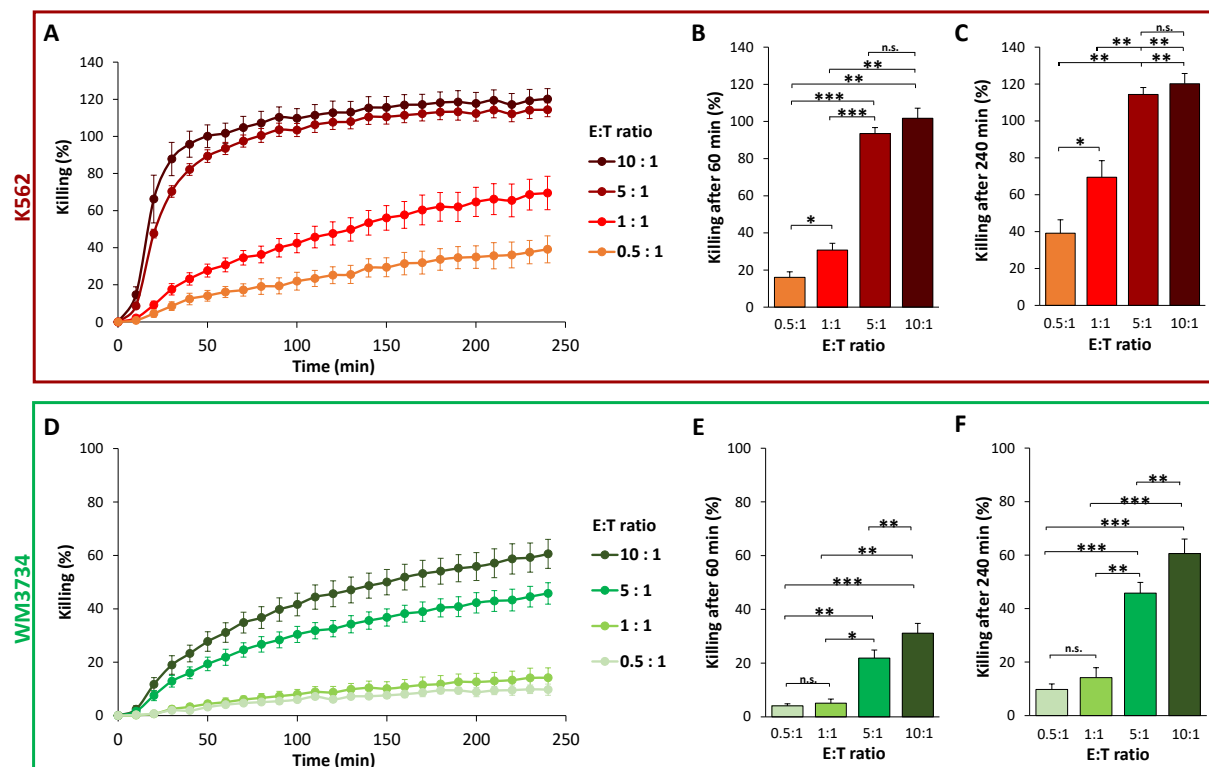 K562
A
Killing (%)
140
120
100
80
60
40
20
0
0 50 100 150 200 250
Time (min)
E:T ratio
10 : 1
5 : 1
1 : 1
0.5 : 1
B
Killing after 60 min (%)
140
120
100
80
60
40
20
0
n.s.
**
**
***
***
*
0.5:1 1:1 5:1 10:1
E:T ratio
C
Killing after 240 min (%)
140
120
100
80
60
40
20
0
n.s.
** **
** **
*
0.5:1 1:1 5:1 10:1
E:T ratio
WM3734
D
Killing (%)
100
80
60
40
20
0
0 50 100 150 200 250
Time (min)
E:T ratio
10 : 1
5 : 1
1 : 1
0.5 : 1
E
Killing after 60 min (%)
100
80
60
40
20
0
**
**
***
**
*
n.s.
0.5:1 1:1 5:1 10:1
E:T ratio
F
Killing after 240 min (%)
100
80
60
40
20
0
**
***
***
***
**
n.s.
0.5:1 1:1 5:1 10:1
E:T ratio